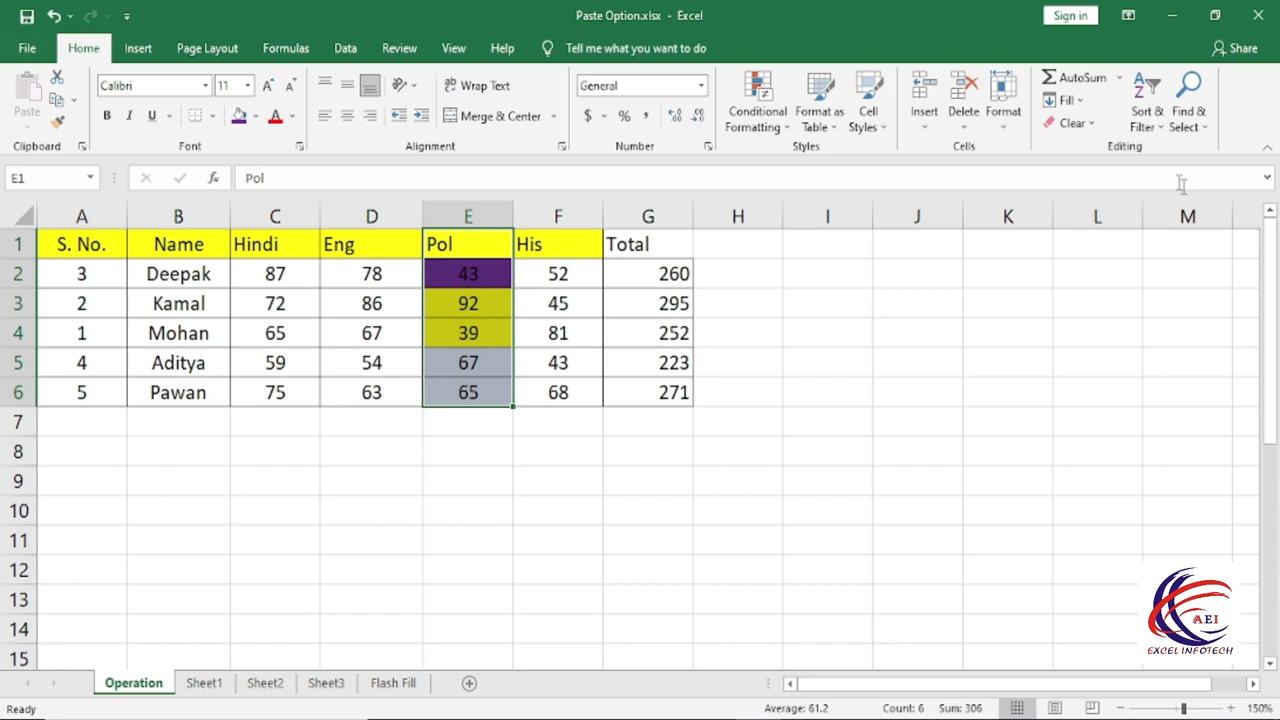 Paste Option.xlsx - Excel
Sign in
File Home Insert Page Layout Formulas Data Review View Help Tell me what you want to do Share
Paste
Calibri 11
Wrap Text
General
Conditional Formatting
Format as Table
Cell Styles
Insert Delete Format
AutoSum
Fill
Clear
Sort & Filter
Find & Select
B I U A
Merge & Center
$ % ,
Clipboard Font Alignment Number Styles Cells Editing
E1 fx Pol
A B C D E F G H I J K L M
1 S. No. Name Hindi Eng Pol His Total
2 3 Deepak 87 78 43 52 260
3 2 Kamal 72 86 92 45 295
4 1 Mohan 65 67 39 81 252
5 4 Aditya 59 54 67 43 223
6 5 Pawan 75 63 65 68 271
7
8
9
10
11
12
13
14
15
AEI
EXCEL INFOTECH
Operation Sheet1 Sheet2 Sheet3 Flash Fill
Ready Average: 61.2 Count: 6 Sum: 306 150%